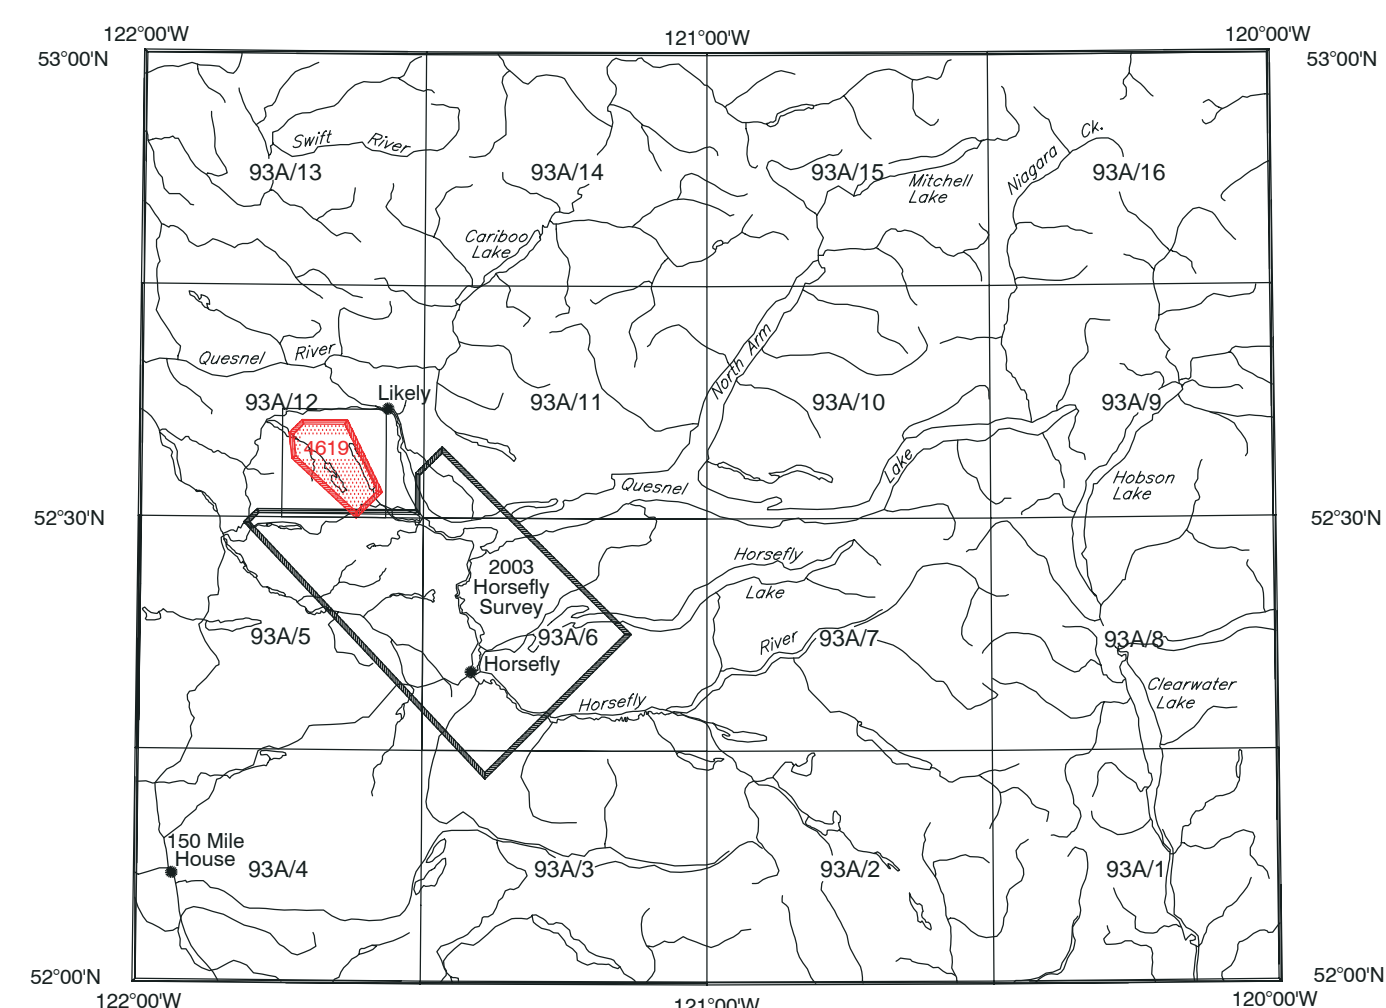 122°00'W
121°00'W
120°00'W
53°00'N
53°00'N
Swift River
Niagara Ck.
93A/13
93A/14
93A/15
93A/16
Mitchell
Lake
Cariboo
Lake
Quesnel River
North Arm
93A/12
Likely
93A/11
93A/10
93A/9
4619
Lake
Hobson
Lake
Quesnel
52°30'N
52°30'N
2003
Horsefly
Survey
Horsefly
Lake
93A/5
93A/6
River
93A/7
93A/8
Horsefly
Horsefly
Clearwater
Lake
150 Mile
House
93A/4
93A/3
93A/2
93A/1
52°00'N
52°00'N
122°00'W
121°00'W
120°00'W